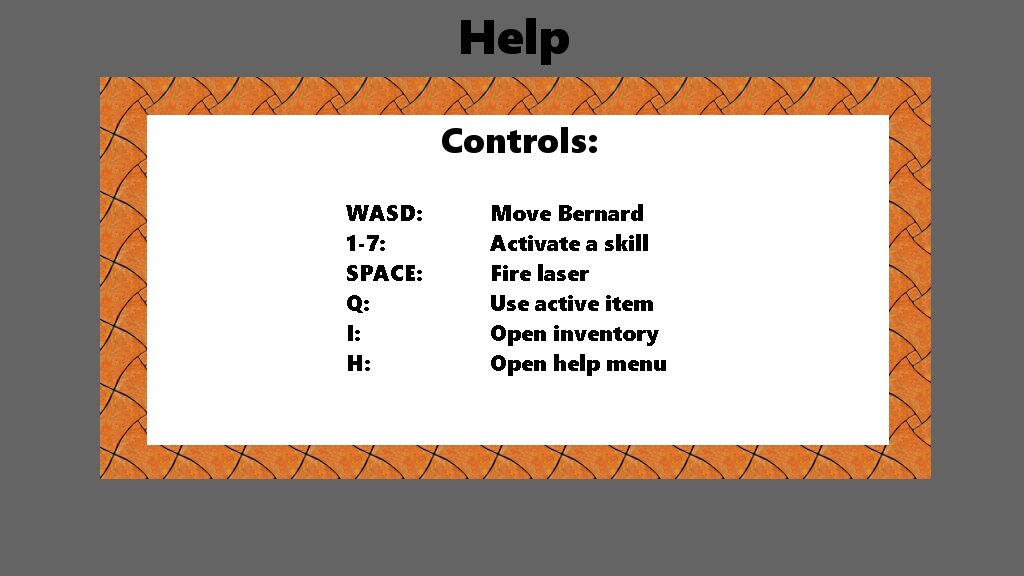 Help
Controls:
WASD: Move Bernard
1-7: Activate a skill
SPACE: Fire laser
Q: Use active item
I: Open inventory
H: Open help menu